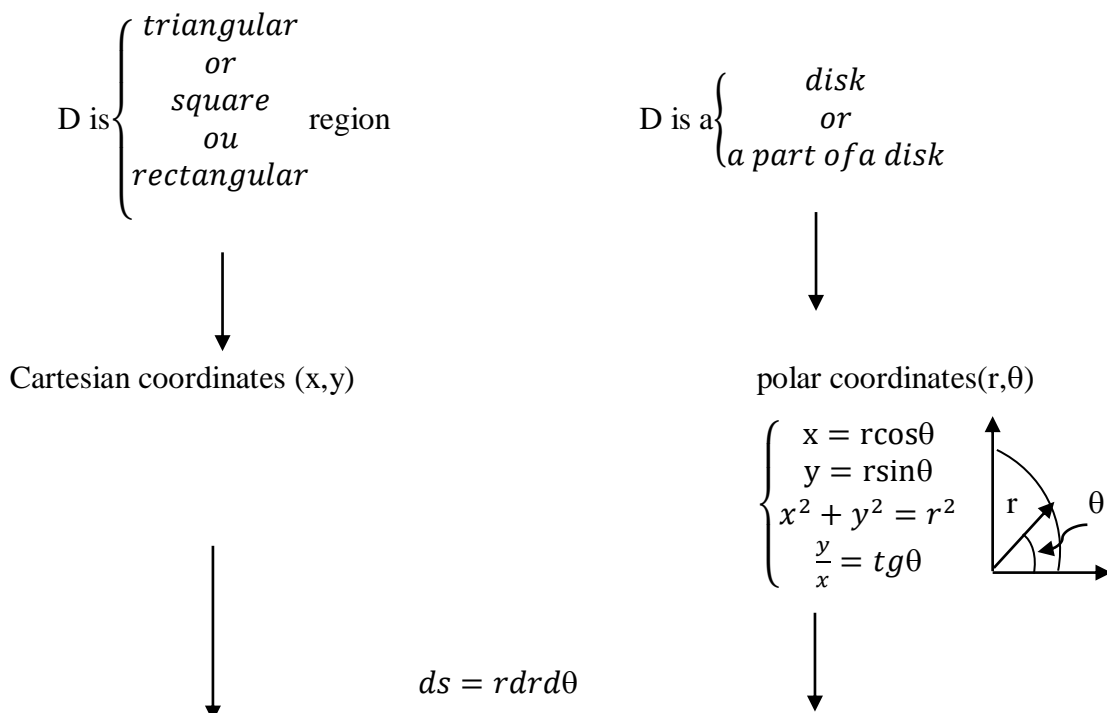 D is { triangular
or
square
ou
rectangular
region
D is a { disk
or
a part ofa disk
Cartesian coordinates (x,y)
polar coordinates(r,θ)
{ x = rcosθ
y = rsinθ
x² + y² = r²
y/x = tgθ
r
θ
ds = rdrdθ